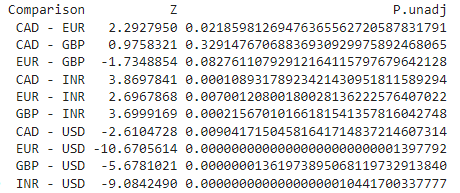 Comparison Z P.unadj
CAD - EUR 2.2927950 0.02185981269476365562720587831791
CAD - GBP 0.9758321 0.32914767068836930929975892468065
EUR - GBP -1.7348854 0.08276110792912164115797679642128
CAD - INR 3.8697841 0.00010893178923421430951811589294
EUR - INR 2.6967868 0.00700120800180028136222576407022
GBP - INR 3.6999169 0.00021567010166181541357816042748
CAD - USD -2.6104728 0.00904171504581641714837214607314
EUR - USD -10.6705614 0.00000000000000000000000001397792
GBP - USD -5.6781021 0.00000001361973895068119732913840
INR - USD -9.0842490 0.00000000000000000010441700337777